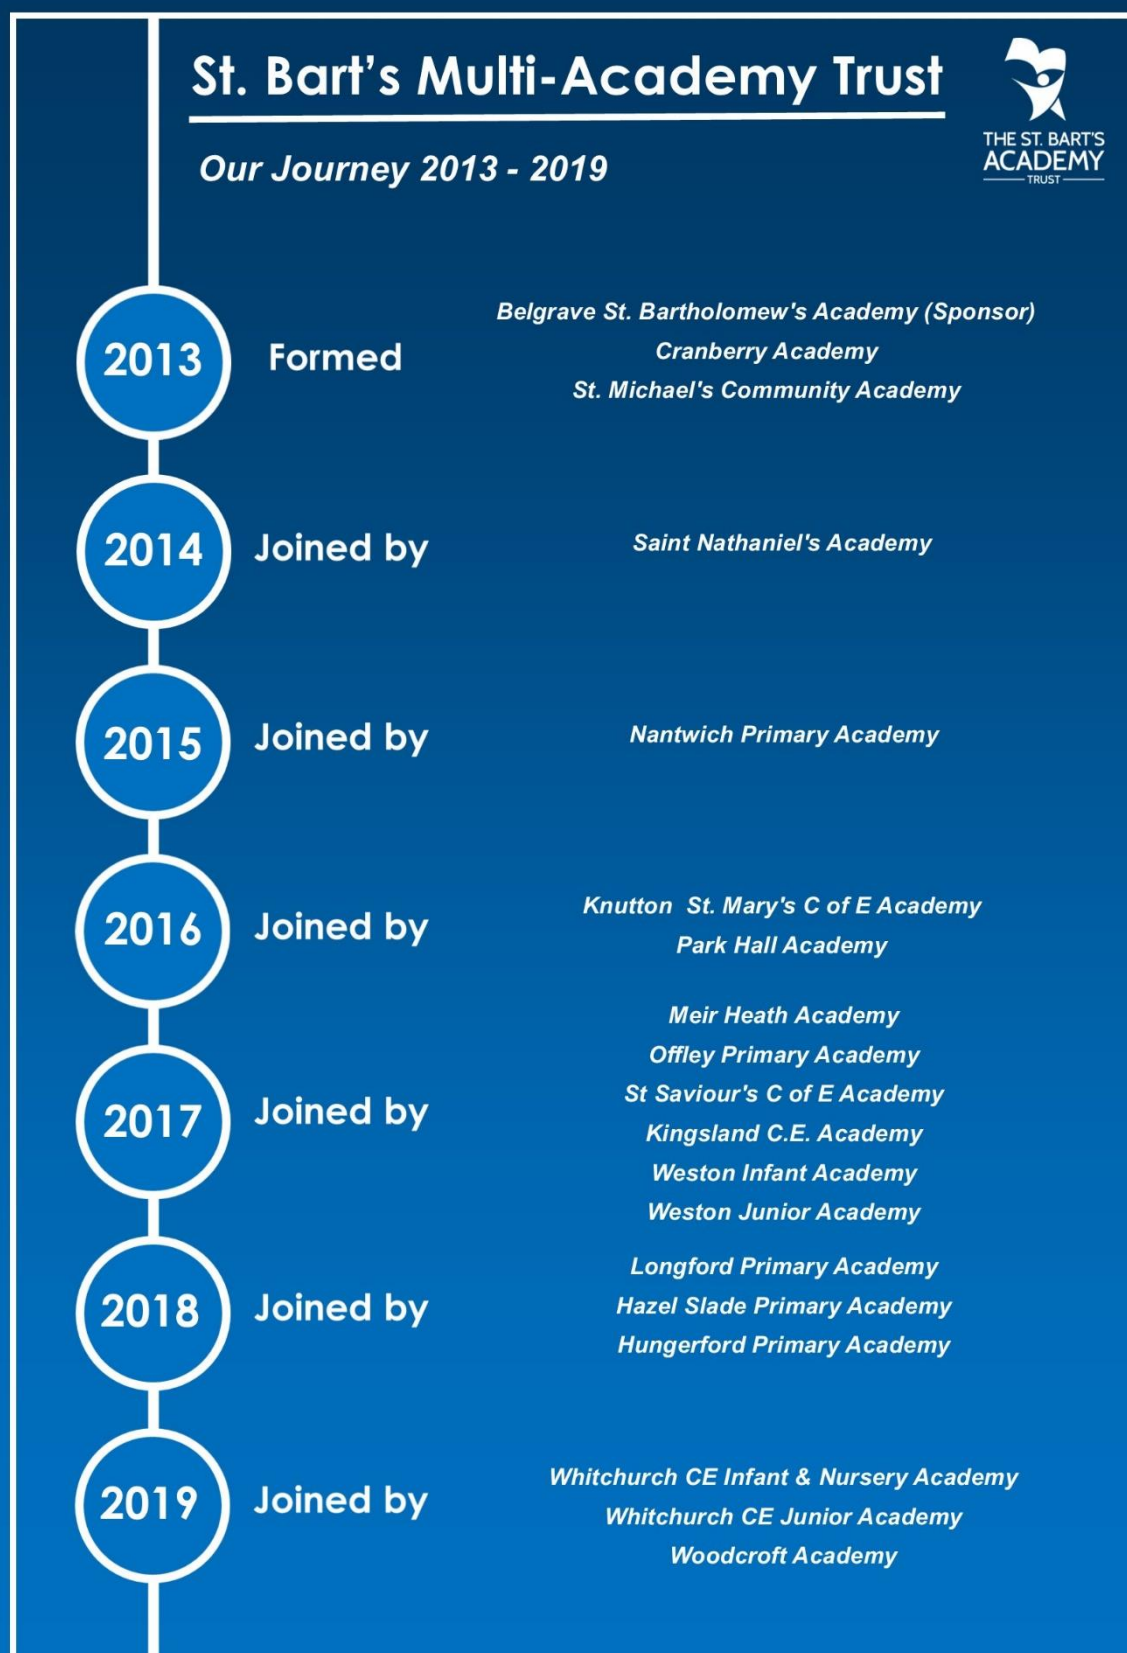 St. Bart's Multi-Academy Trust
THE ST. BART'S
ACADEMY
TRUST
Our Journey 2013 - 2019
2013
Formed
Belgrave St. Bartholomew's Academy (Sponsor)
Cranberry Academy
St. Michael's Community Academy
2014
Joined by
Saint Nathaniel's Academy
2015
Joined by
Nantwich Primary Academy
2016
Joined by
Knutton  St. Mary's C of E Academy
Park Hall Academy
2017
Joined by
Meir Heath Academy
Offley Primary Academy
St Saviour's C of E Academy
Kingsland C.E. Academy
Weston Infant Academy
Weston Junior Academy
2018
Joined by
Longford Primary Academy
Hazel Slade Primary Academy
Hungerford Primary Academy
2019
Joined by
Whitchurch CE Infant & Nursery Academy
Whitchurch CE Junior Academy
Woodcroft Academy